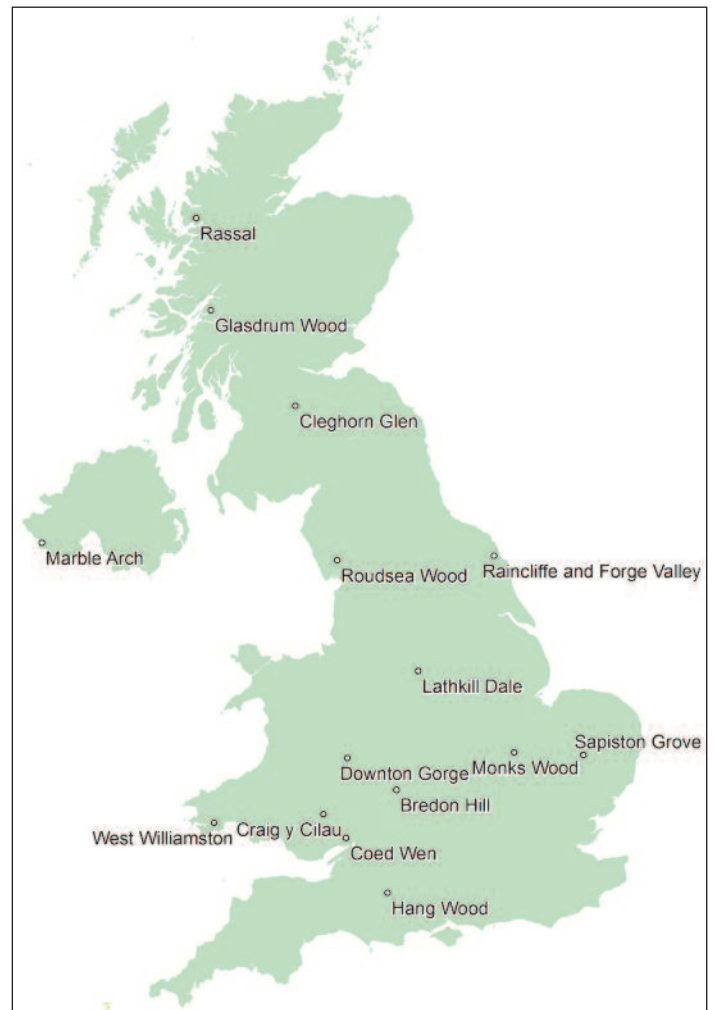 Rassal
Glasdrum Wood
Cleghorn Glen
Marble Arch
Roudsea Wood
Raincliffe and Forge Valley
Lathkill Dale
Sapiston Grove
Downton Gorge
Monks Wood
Bredon Hill
West Williamston
Craig y Cilau
Coed Wen
Hang Wood